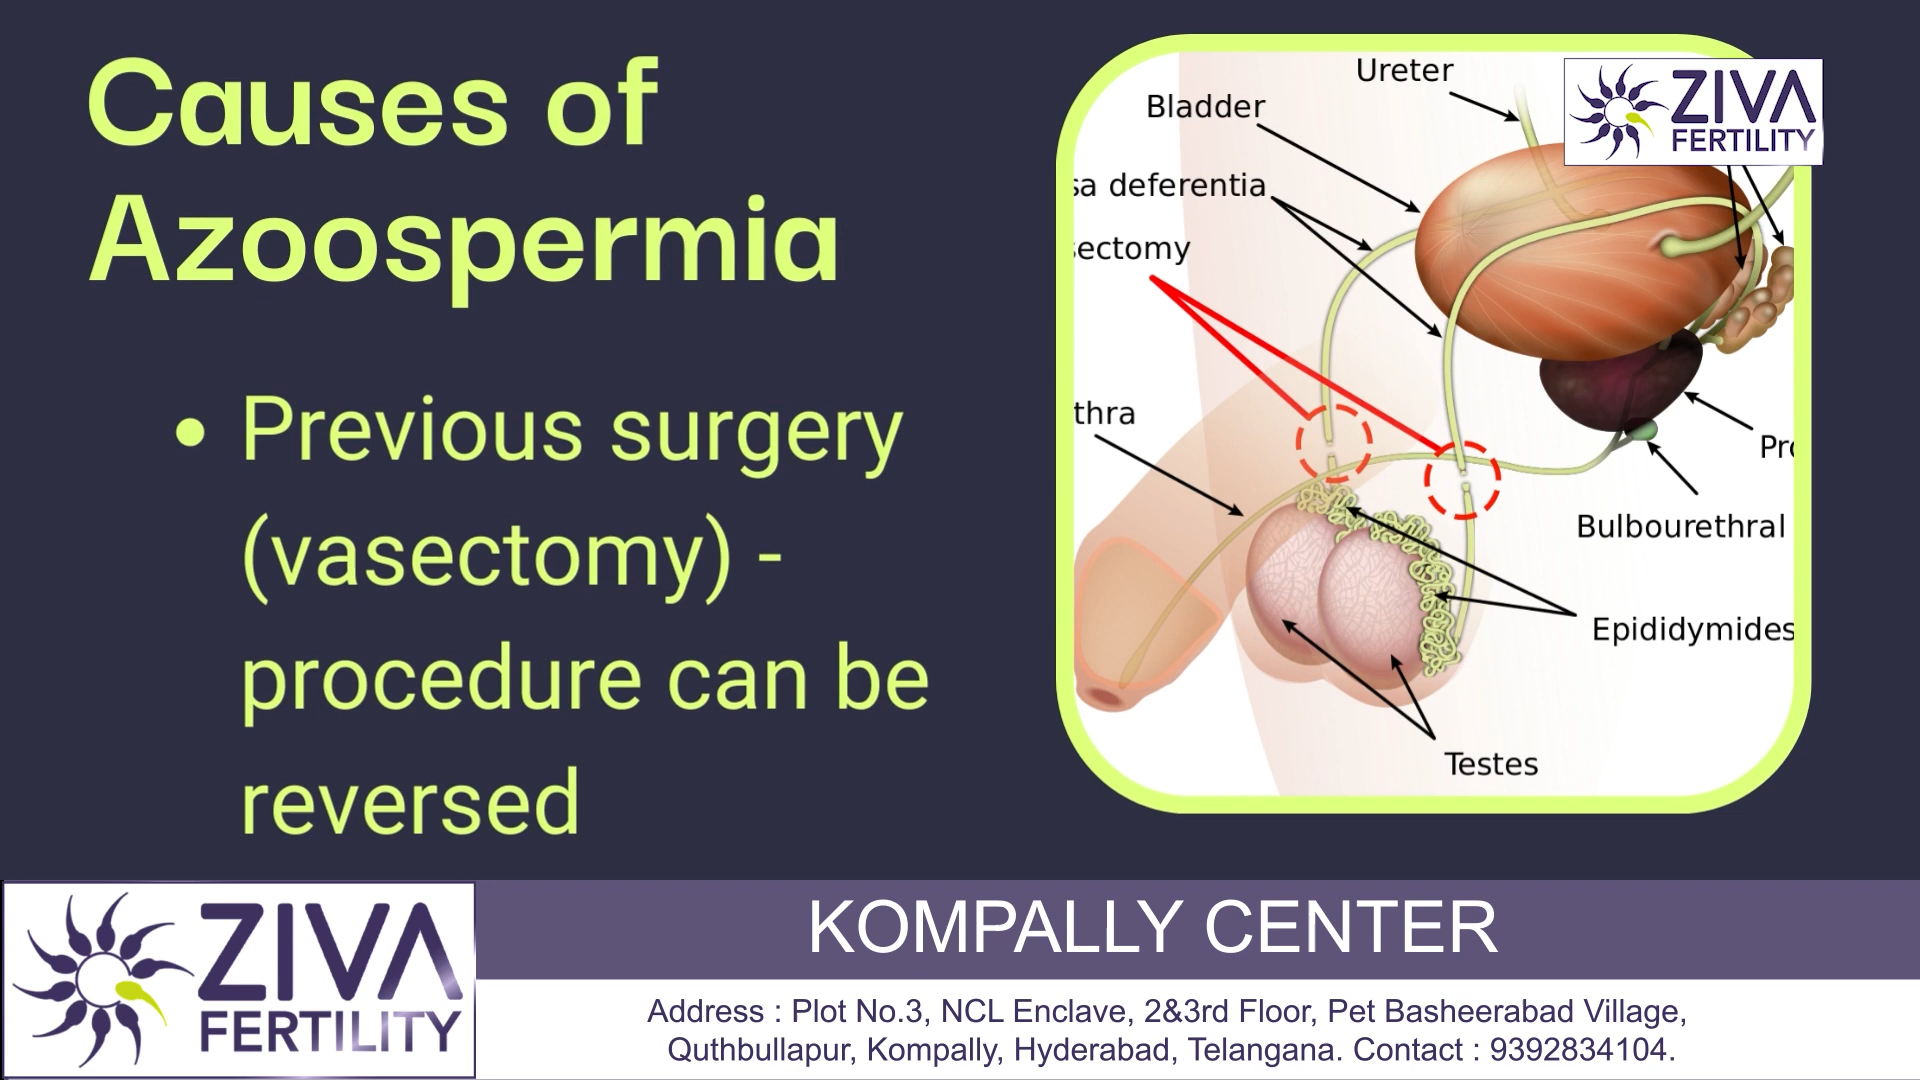 Causes of
Azoospermia
• Previous surgery
(vasectomy) -
procedure can be
reversed
Ureter
Bladder
sa deferentia
sectomy
thra
Pro
Bulbourethral
Epididymides
Testes
ZIVA
FERTILITY
ZIVA
FERTILITY
KOMPALLY CENTER
Address : Plot No.3, NCL Enclave, 2&3rd Floor, Pet Basheerabad Village,
Quthbullapur, Kompally, Hyderabad, Telangana. Contact : 9392834104.